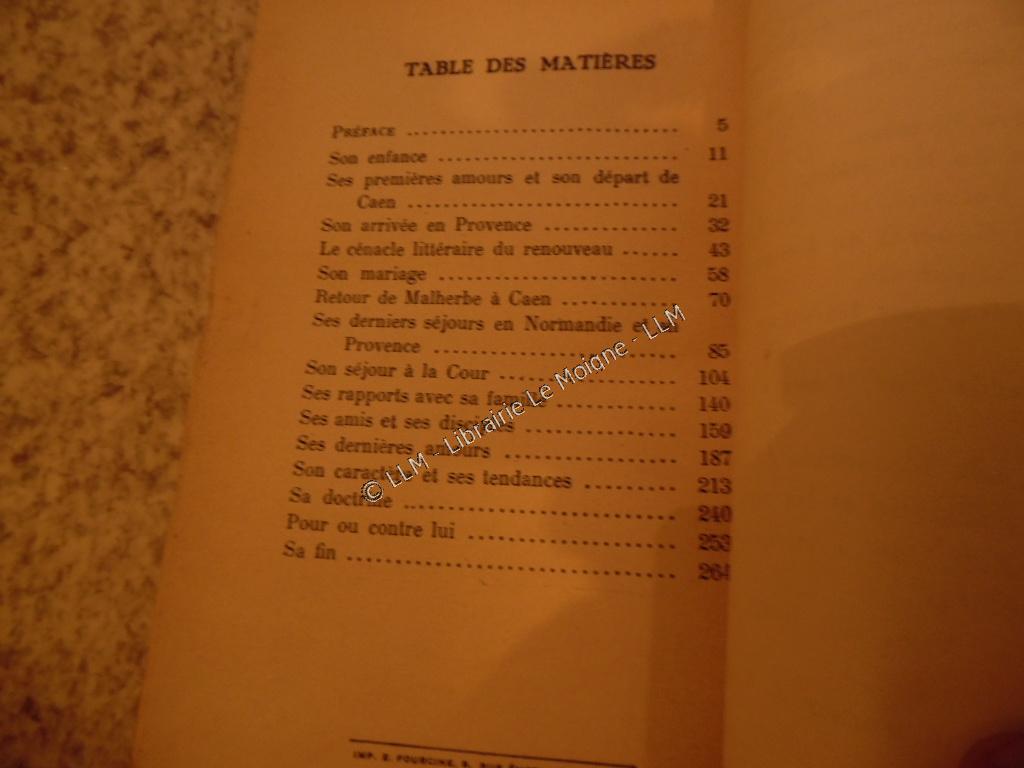 TABLE DES MATIÈRES
PRÉFACE .............................. 5
Son enfance .......................... 11
Ses premières amours et son départ de
Caen .............................. 21
Son arrivée en Provence ............... 32
Le cénacle littéraire du renouveau ...... 43
Son mariage .......................... 58
Retour de Malherbe à Caen ............ 70
Ses derniers séjours en Normandie et en
Provence .......................... 85
Son séjour à la Cour ................... 104
Ses rapports avec sa famille ............. 140
Ses amis et ses disciples ................ 159
Ses dernières amours ................... 187
Son caractère et ses tendances .......... 213
Sa doctrine ............................ 240
Pour ou contre lui ...................... 253
Sa fin ................................... 264
© LLM - Librairie Le Moigne - LLM
IMP. E.